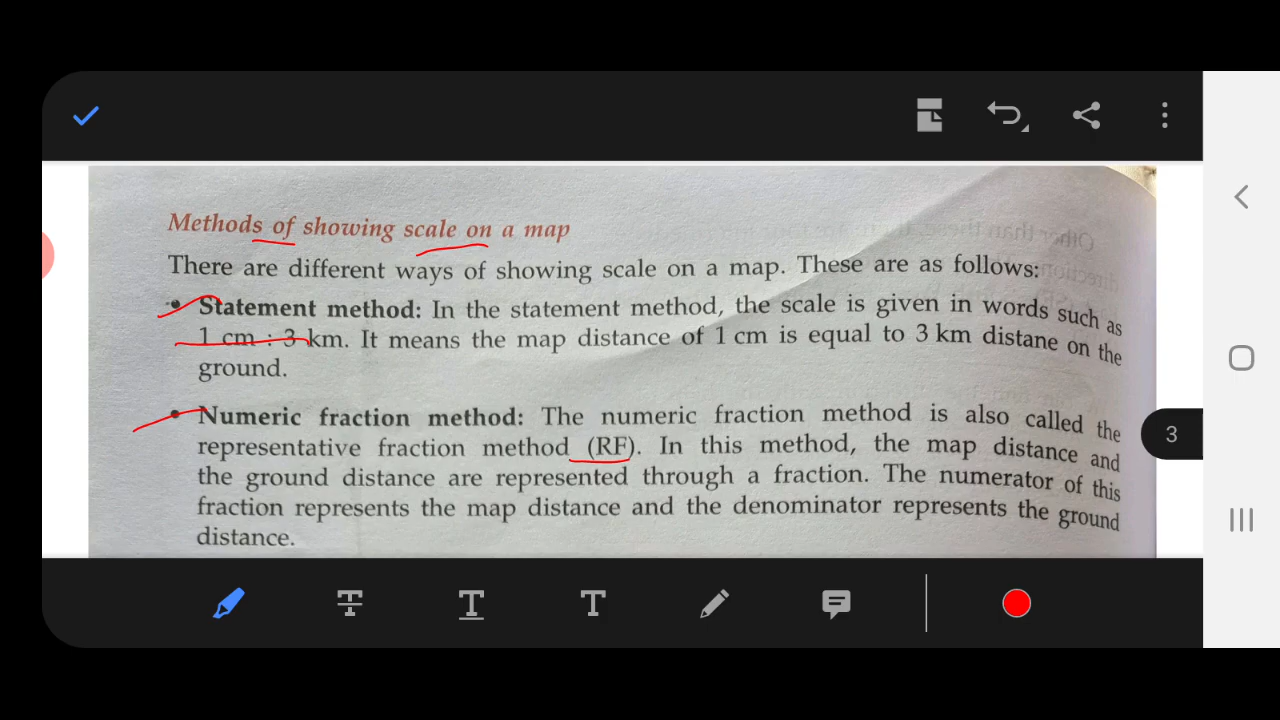 Methods of showing scale on a map
There are different ways of showing scale on a map. These are as follows:
• Statement method: In the statement method, the scale is given in words such as
1 cm : 3 km. It means the map distance of 1 cm is equal to 3 km distane on the
ground.
• Numeric fraction method: The numeric fraction method is also called the
representative fraction method (RF). In this method, the map distance and
the ground distance are represented through a fraction. The numerator of this
fraction represents the map distance and the denominator represents the ground
distance.
3
T T T